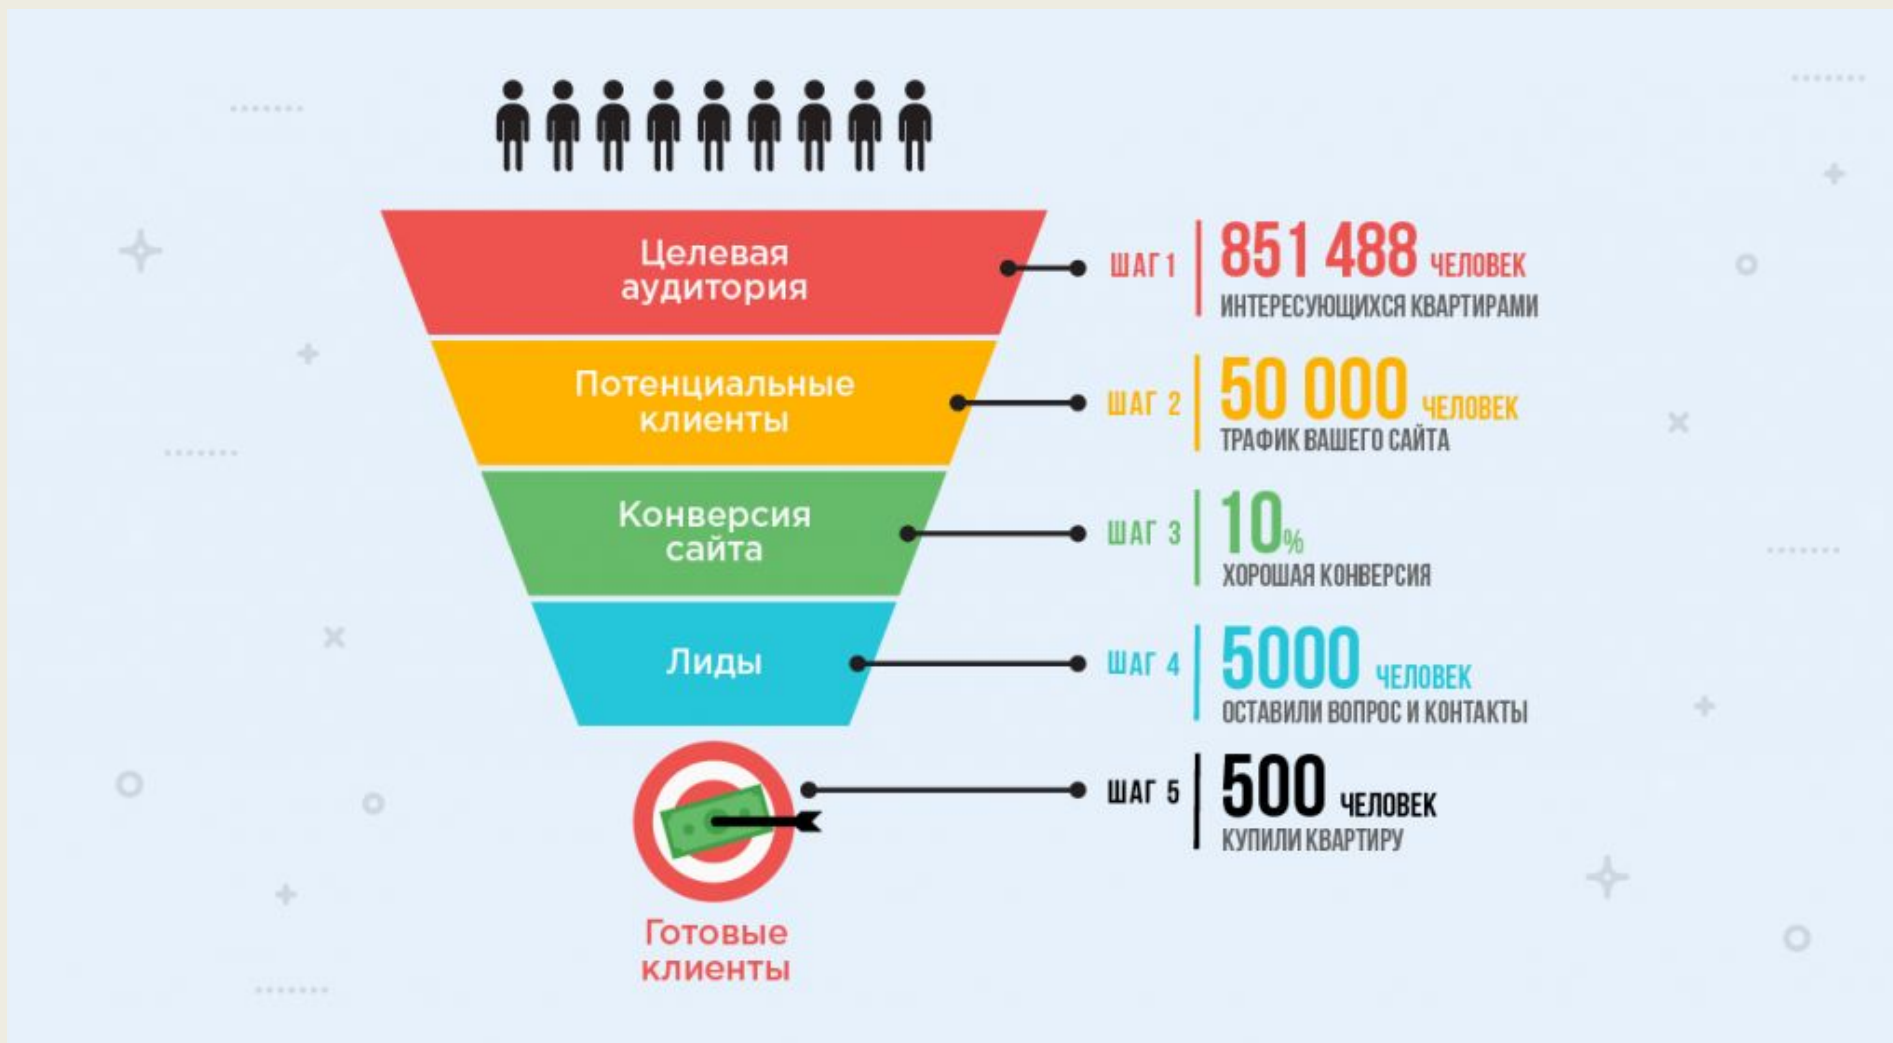 Целевая
аудитория
ШАГ 1
851 488 ЧЕЛОВЕК
ИНТЕРЕСУЮЩИХСЯ КВАРТИРАМИ
Потенциальные
клиенты
ШАГ 2
50 000 ЧЕЛОВЕК
ТРАФИК ВАШЕГО САЙТА
Конверсия
сайта
ШАГ 3
10%
ХОРОШАЯ КОНВЕРСИЯ
Лиды
ШАГ 4
5000 ЧЕЛОВЕК
ОСТАВИЛИ ВОПРОС И КОНТАКТЫ
ШАГ 5
500 ЧЕЛОВЕК
КУПИЛИ КВАРТИРУ
Готовые
клиенты